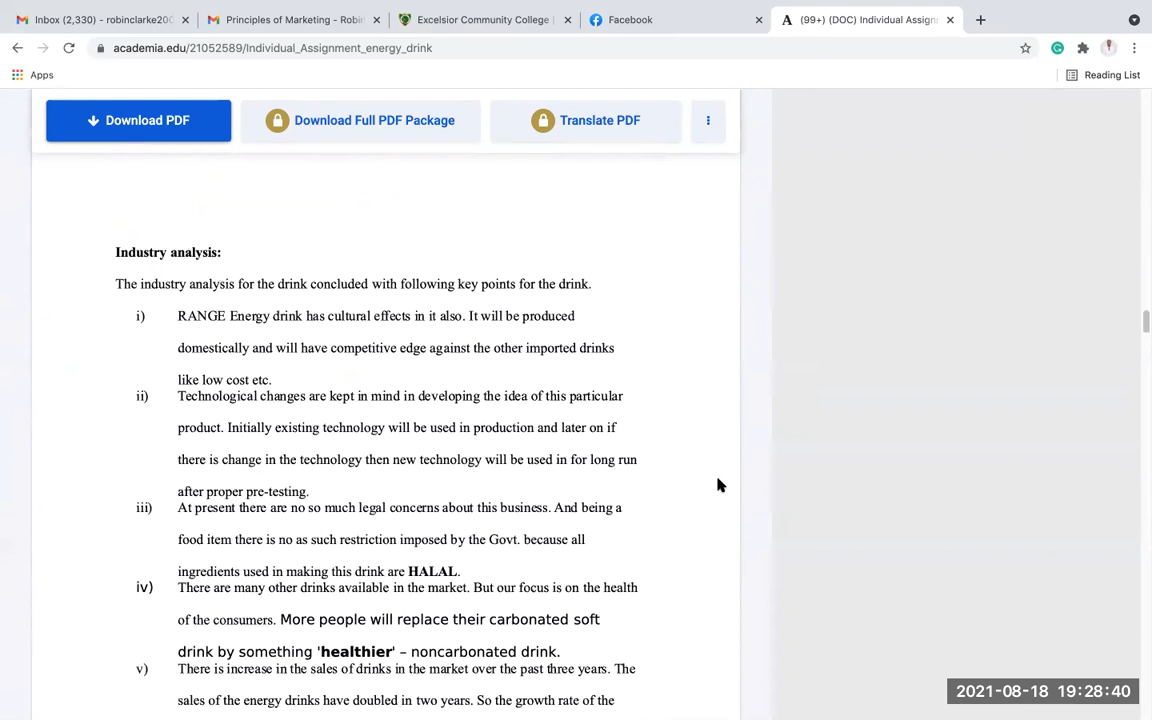 Inbox (2,330) - robinclarke200
Principles of Marketing - Robin
Excelsior Community College |
Facebook
(99+) (DOC) Individual Assign
academia.edu/21052589/Individual_Assignment_energy_drink
Apps
Reading List
Download PDF
Download Full PDF Package
Translate PDF
Industry analysis:
The industry analysis for the drink concluded with following key points for the drink.
i) RANGE Energy drink has cultural effects in it also. It will be produced
domestically and will have competitive edge against the other imported drinks
like low cost etc.
ii) Technological changes are kept in mind in developing the idea of this particular
product. Initially existing technology will be used in production and later on if
there is change in the technology then new technology will be used in for long run
after proper pre-testing.
iii) At present there are no so much legal concerns about this business. And being a
food item there is no as such restriction imposed by the Govt. because all
ingredients used in making this drink are HALAL.
iv) There are many other drinks available in the market. But our focus is on the health
of the consumers. More people will replace their carbonated soft
drink by something 'healthier' – noncarbonated drink.
v) There is increase in the sales of drinks in the market over the past three years. The
sales of the energy drinks have doubled in two years. So the growth rate of the
2021-08-18 19:28:40